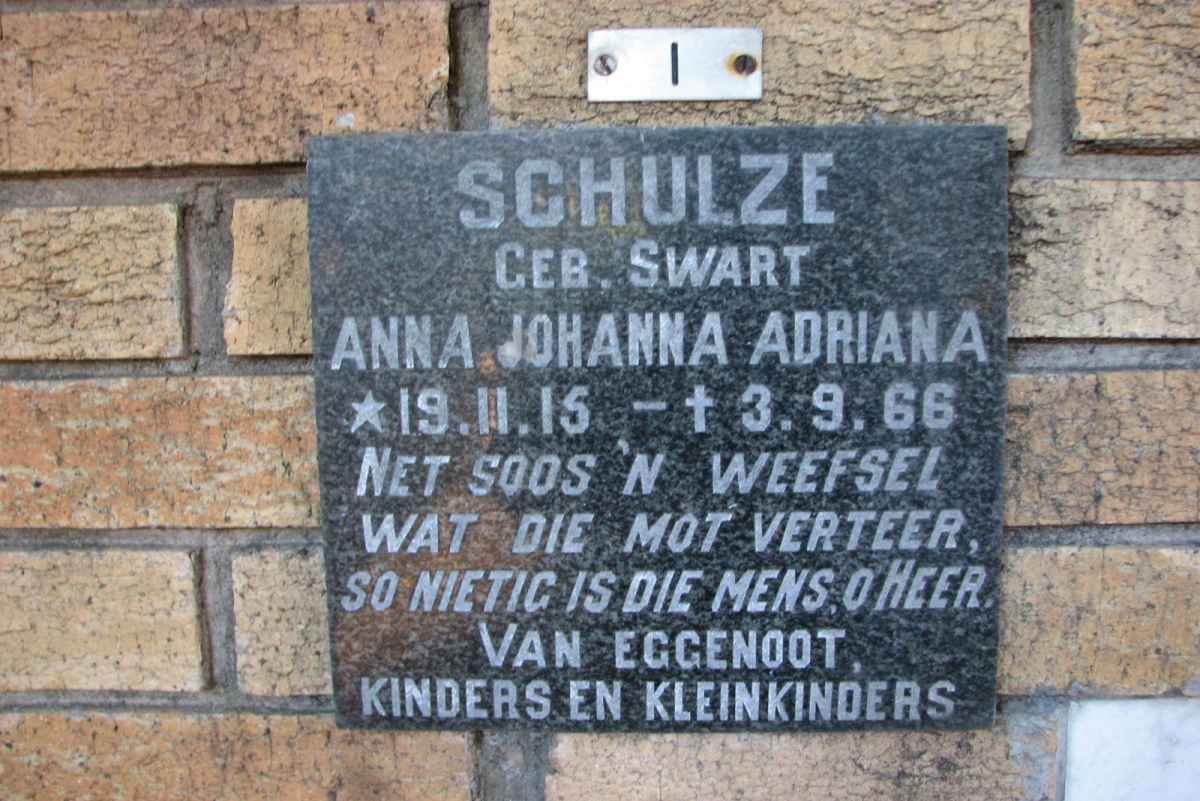 1
SCHULZE
GEB. SWART
ANNA JOHANNA ADRIANA
★19.11.15 – † 3.9.66
NET SOOS 'N WEEFSEL
WAT DIE MOT VERTEER,
SO NIETIG IS DIE MENS, O HEER.
VAN EGGENOOT,
KINDERS EN KLEINKINDERS